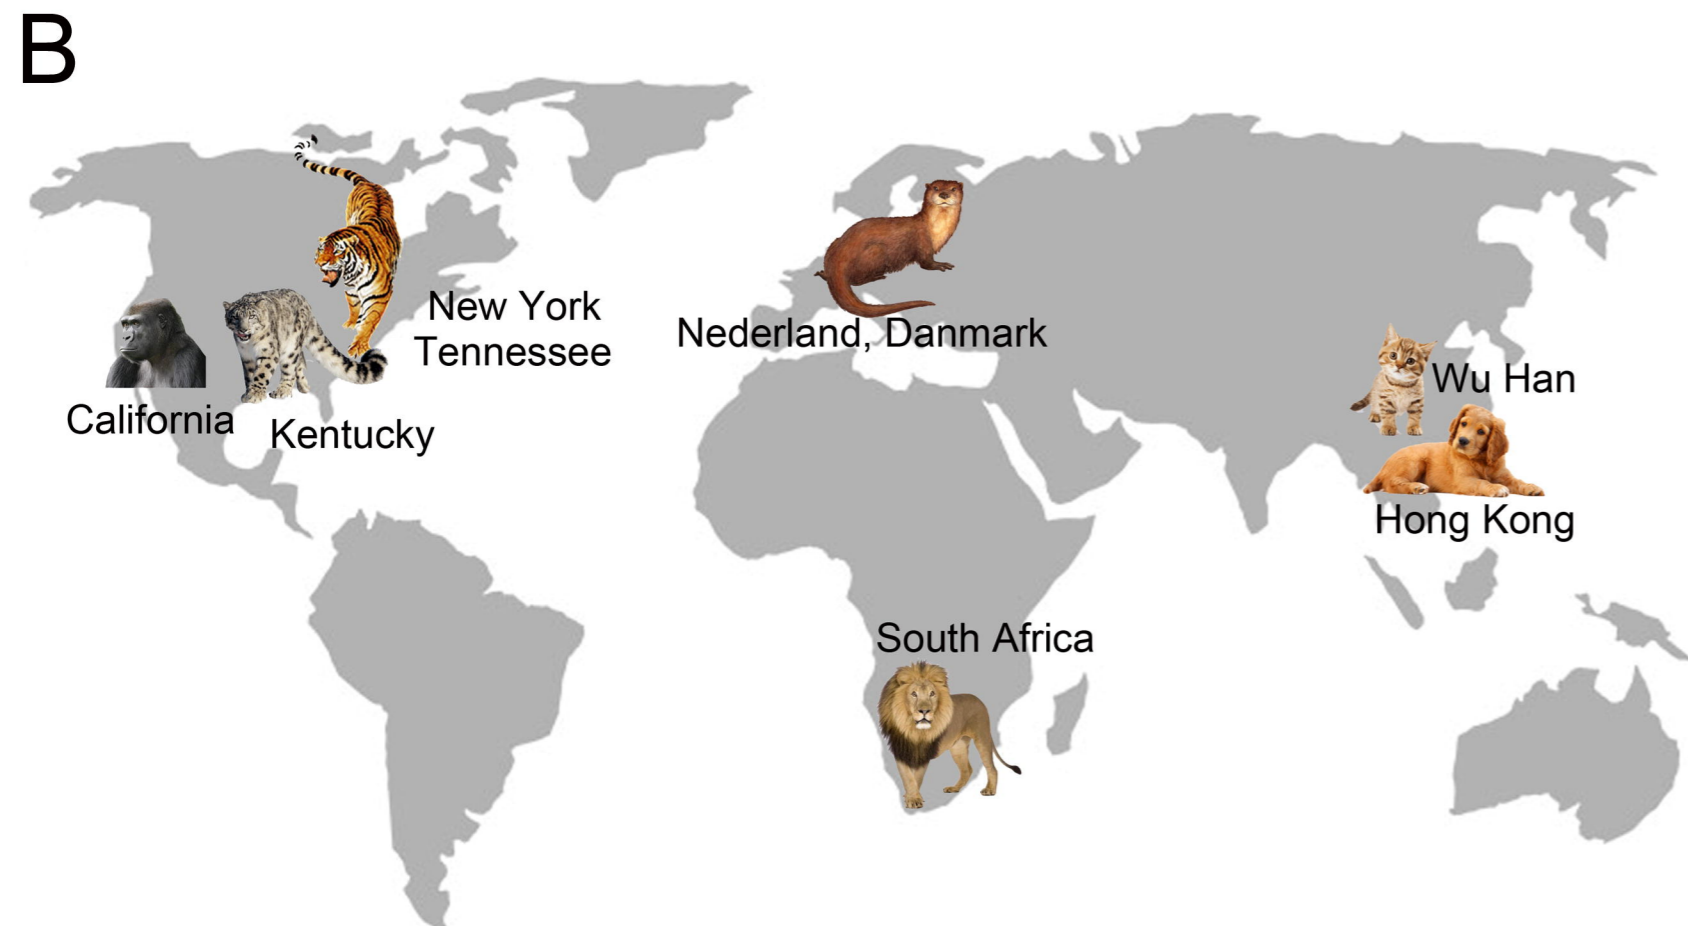 B
New York
Tennessee
Nederland, Danmark
California
Kentucky
Wu Han
Hong Kong
South Africa